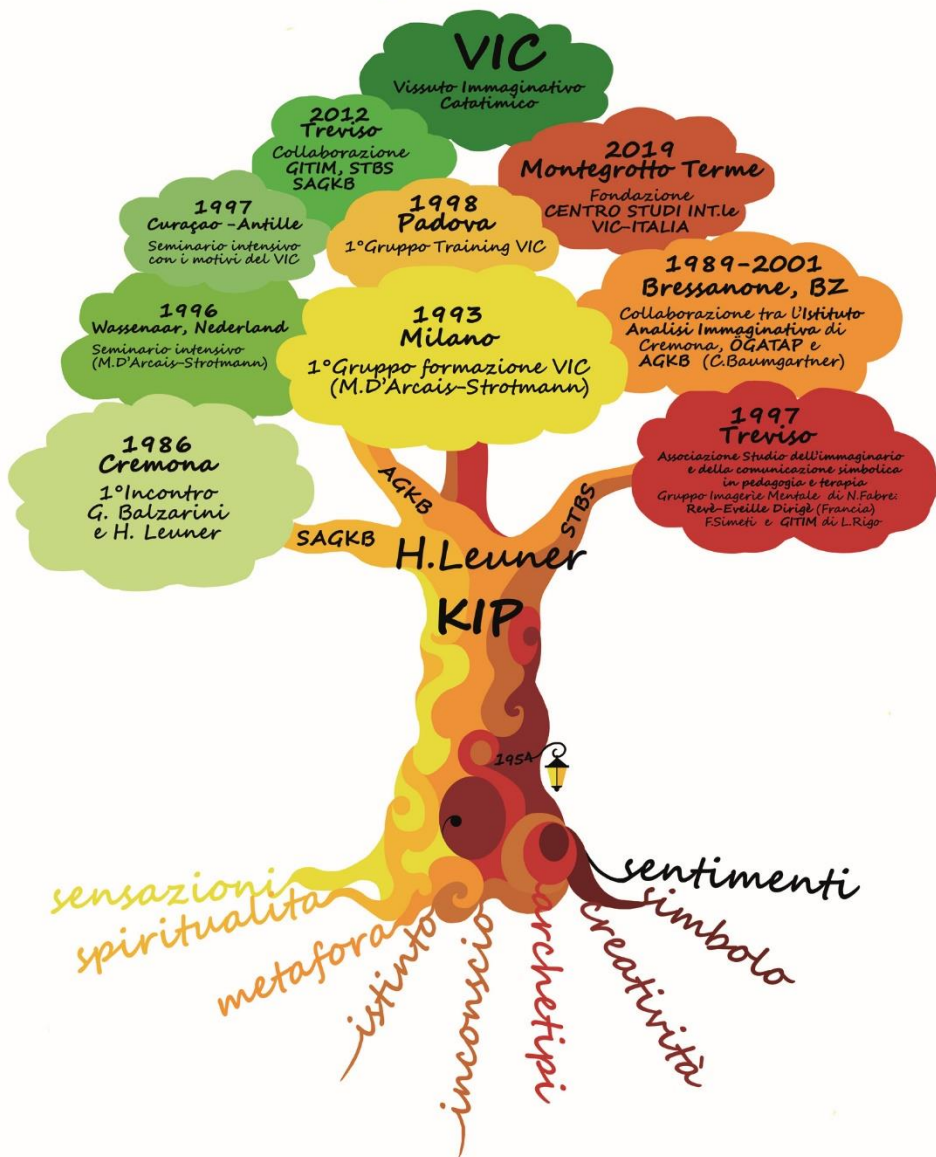 VIC
Vissuto Immaginativo
Catatimico
2012
Treviso
Collaborazione
GITIM, STBS
SAGKB
2019
Montegrotto Terme
Fondazione
CENTRO STUDI INT.le
VIC-ITALIA
1997
Curaçao -Antille
Seminario intensivo
con i motivi del VIC
1998
Padova
1°Gruppo Training VIC
1996
Wassenaar, Nederland
Seminario intensivo
(M.D'Arcais-Strotmann)
1993
Milano
1°Gruppo formazione VIC
(M.D'Arcais-Strotmann)
1989-2001
Bressanone, BZ
Collaborazione tra l'Istituto
Analisi Immaginativa di
Cremona, ÖGATAP e
AGKB (C.Baumgartner)
1986
Cremona
1°Incontro
G. Balzarini
e H. Leuner
1997
Treviso
Associazione Studio dell'immaginario
e della comunicazione simbolica
in pedagogia e terapia
Gruppo Imagerie Mentale di N.Fabre:
Revè-Eveille Dirigè (Francia)
F.Simeti e GITIM di L.Rigo
SAGKB
AGKB
STBS
H.Leuner
KIP
1954
sensazioni
spiritualita
metafora
istinto
inconscio
archetipi
creatività
simbolo
sentimenti